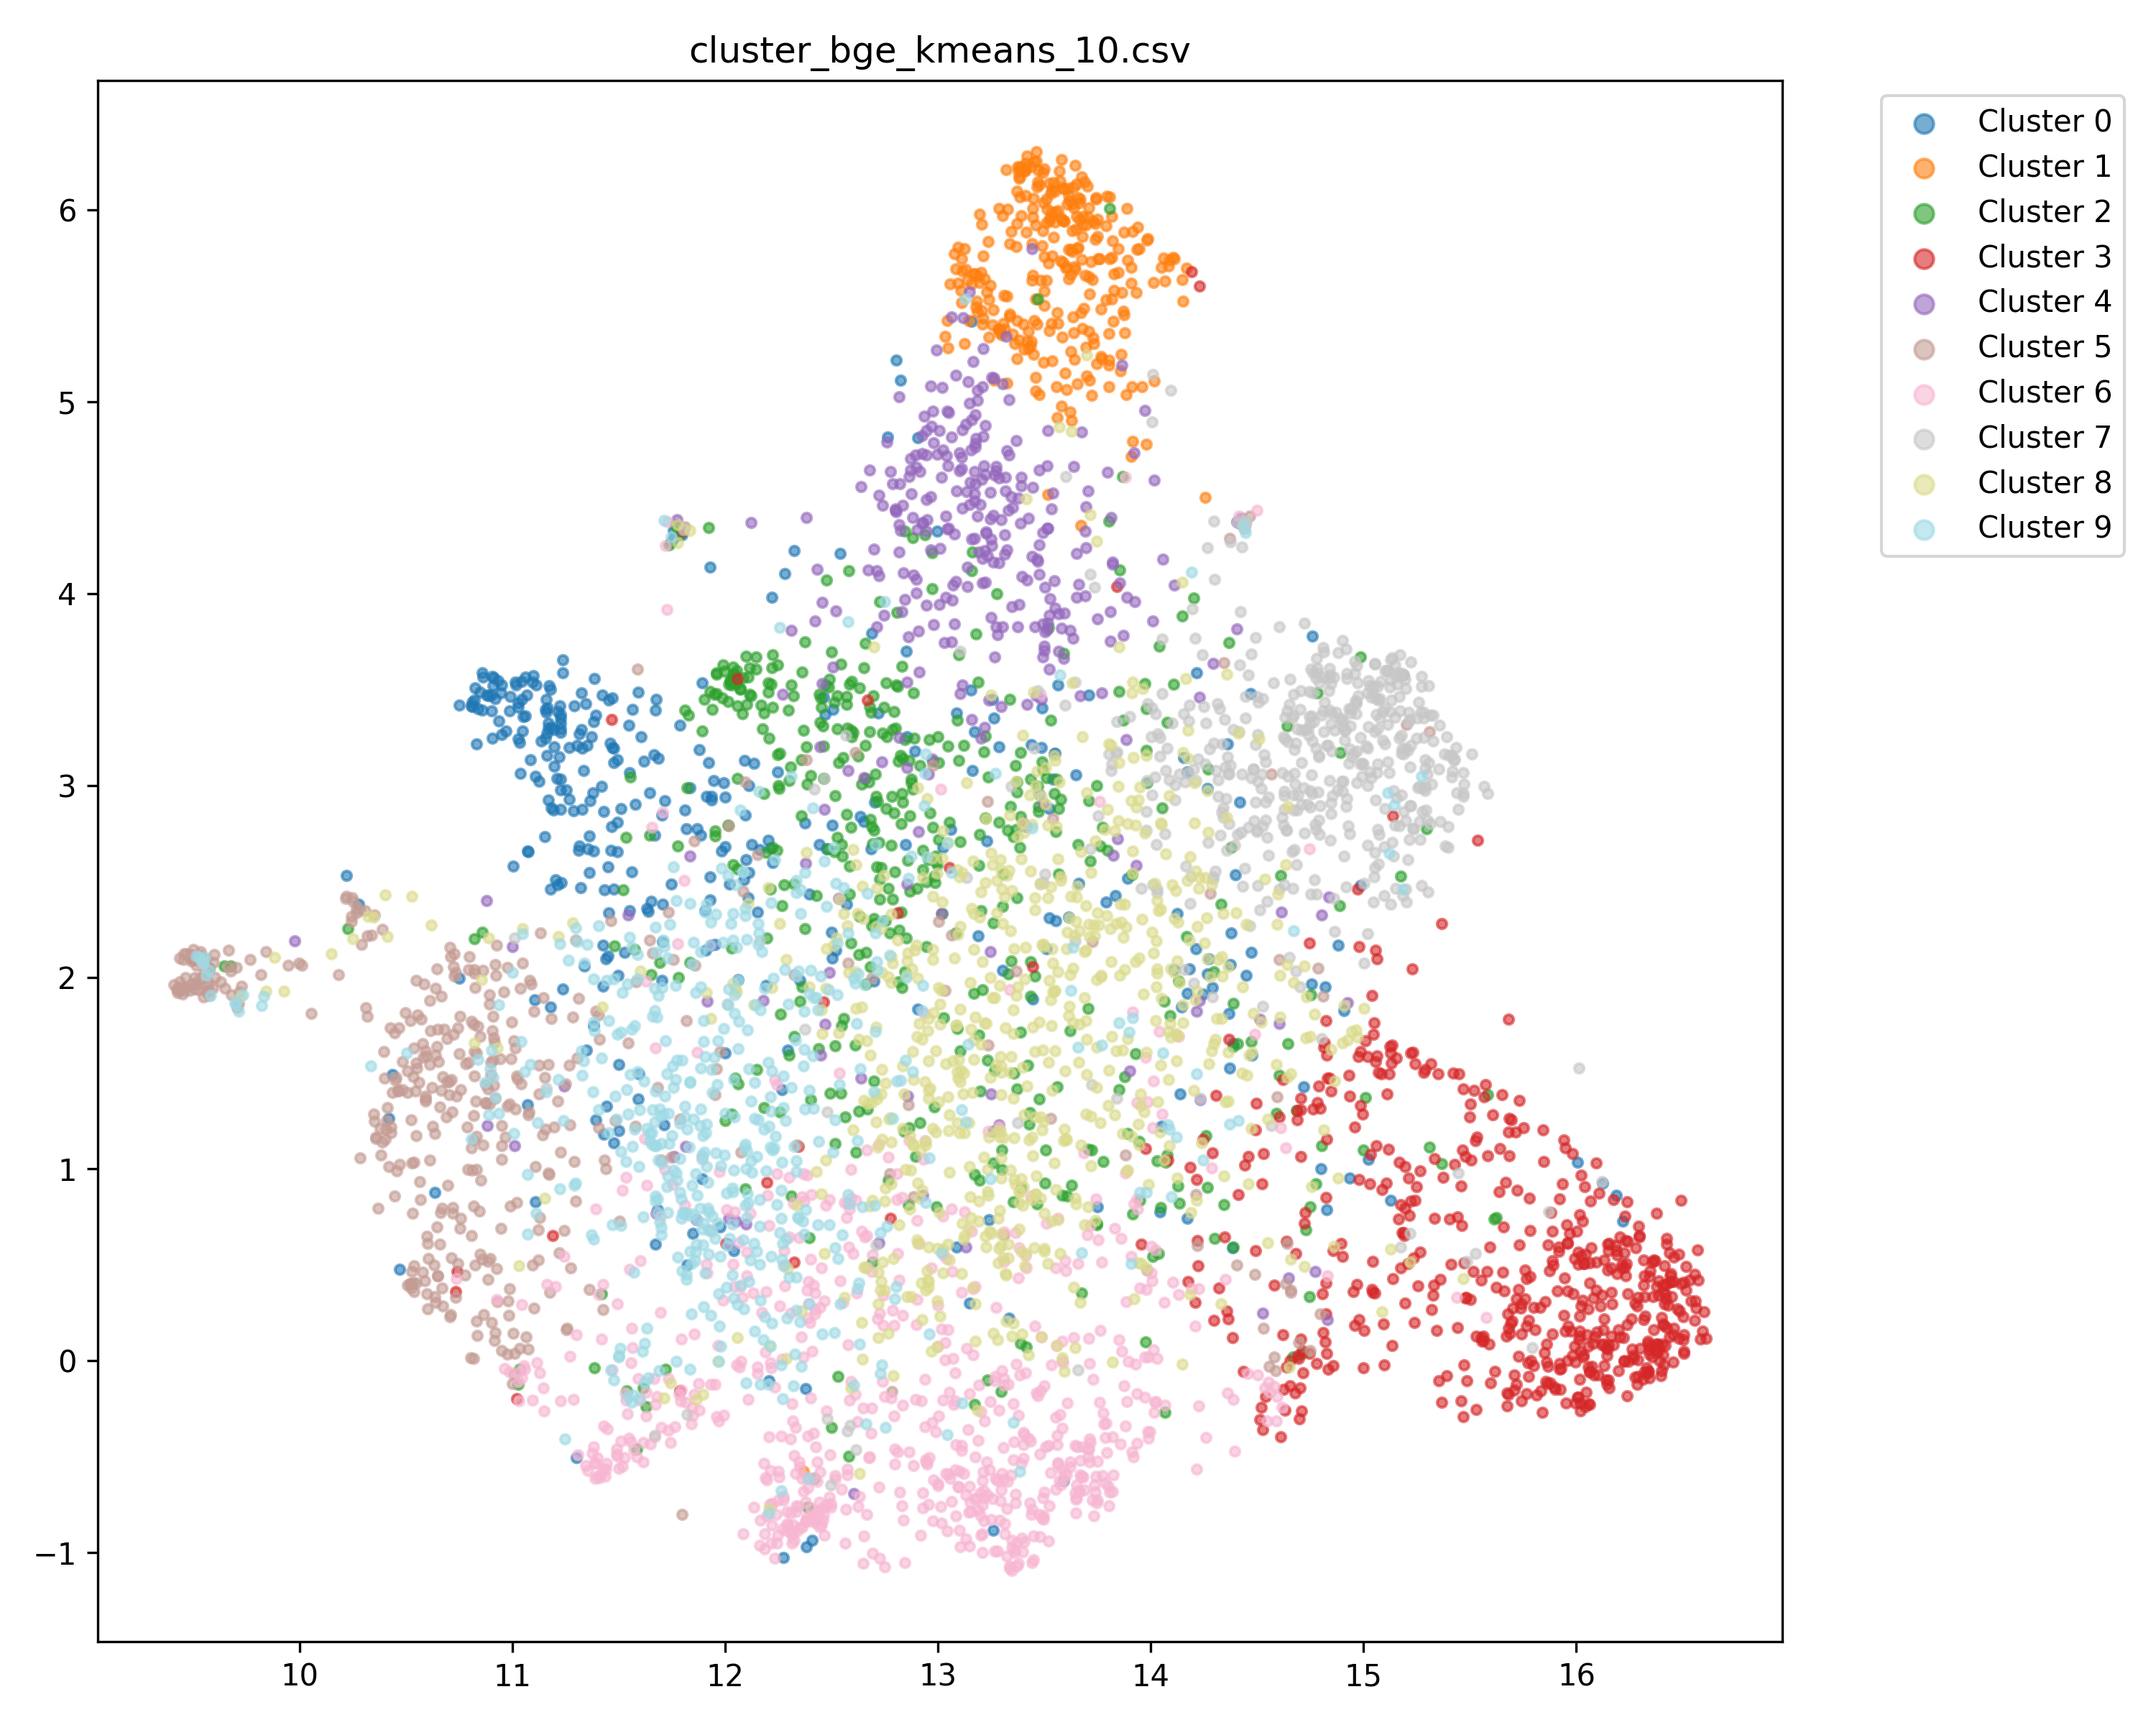 cluster_bge_kmeans_10.csv
Cluster 0
Cluster 1
Cluster 2
Cluster 3
Cluster 4
Cluster 5
Cluster 6
Cluster 7
Cluster 8
Cluster 9
6
5
4
3
2
1
0
−1
10 11 12 13 14 15 16